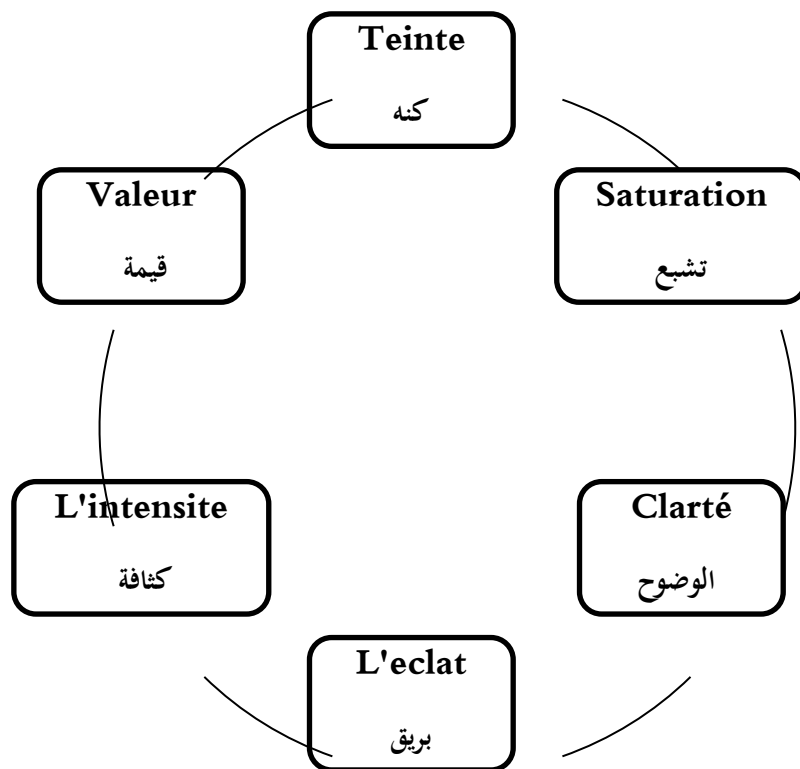 Teinte
كنه
Saturation
تشبع
Clarté
الوضوح
L'eclat
بريق
L'intensite
كثافة
Valeur
قيمة